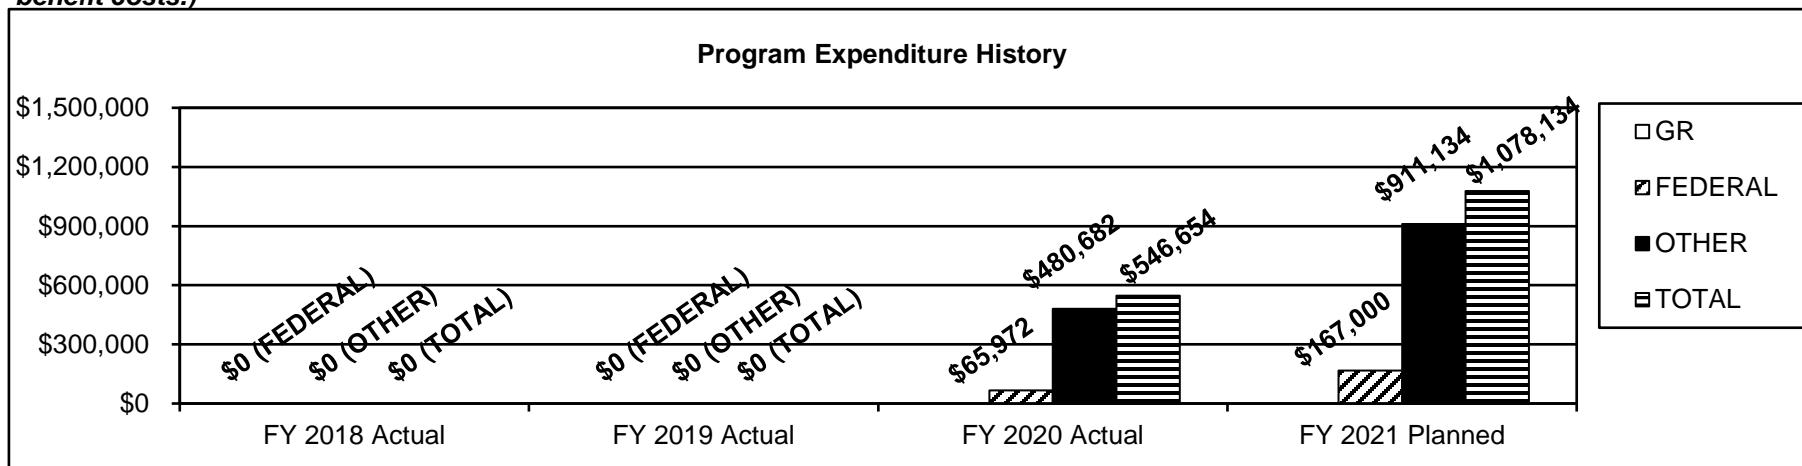 benefit costs.)
Program Expenditure History
$1,500,000
$1,200,000
$900,000
$600,000
$300,000
$0
$0 (FEDERAL)
$0 (OTHER)
$0 (TOTAL)
$0 (FEDERAL)
$0 (OTHER)
$0 (TOTAL)
$65,972
$480,682
$546,654
$167,000
$911,134
$1,078,134
FY 2018 Actual
FY 2019 Actual
FY 2020 Actual
FY 2021 Planned
GR
FEDERAL
OTHER
TOTAL